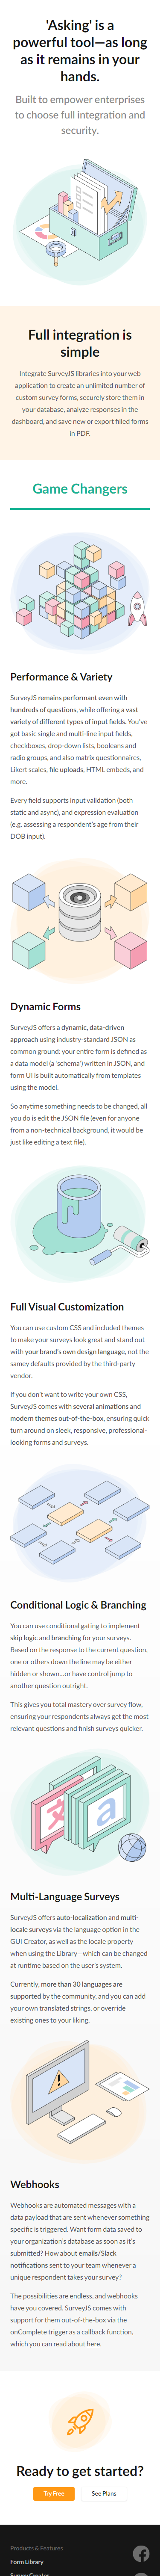 'Asking' is a
powerful tool—as long
as it remains in your
hands.
Built to empower enterprises
to choose full integration and
security.
Full integration is
simple
Integrate SurveyJS libraries into your web
application to create an unlimited number of
custom survey forms, securely store them in
your database, analyze responses in the
dashboard, and save new or export filled forms
in PDF.
Game Changers
Performance & Variety
SurveyJS remains performant even with
hundreds of questions, while offering a vast
variety of different types of input fields. You've
got basic single and multi-line input fields,
checkboxes, drop-down lists, booleans and
radio groups, and also matrix questionnaires,
Likert scales, file uploads, HTML embeds, and
more.
Every field supports input validation (both
static and async), and expression evaluation
(e.g. assessing a respondent's age from their
DOB input).
Dynamic Forms
SurveyJS offers a dynamic, data-driven
approach using industry-standard JSON as
common ground: your entire form is defined as
a data model (a 'schema') written in JSON, and
form UI is built automatically from templates
using the model.
So anytime something needs to be changed, all
you do is edit the JSON file (even for anyone
from a non-technical background, it would be
just like editing a text file).
Full Visual Customization
You can use custom CSS and included themes
to make your surveys look great and stand out
with your brand's own design language, not the
samey defaults provided by the third-party
vendor.
If you don't want to write your own CSS,
SurveyJS comes with several animations and
modern themes out-of-the-box, ensuring quick
turn around on sleek, responsive, professional-
looking forms and surveys.
Conditional Logic & Branching
You can use conditional gating to implement
skip logic and branching for your surveys.
Based on the response to the current question,
one or others down the line may be either
hidden or shown...or have control jump to
another question outright.
This gives you total mastery over survey flow,
ensuring your respondents always get the most
relevant questions and finish surveys quicker.
a
Multi-Language Surveys
SurveyJS offers auto-localization and multi-
locale surveys via the language option in the
GUI Creator, as well as the locale property
when using the Library—which can be changed
at runtime based on the user's system.
Currently, more than 30 languages are
supported by the community, and you can add
your own translated strings, or override
existing ones to your liking.
Webhooks
Webhooks are automated messages with a
data payload that are sent whenever something
specific is triggered. Want form data saved to
your organization's database as soon as it's
submitted? How about emails/Slack
notifications sent to your team whenever a
unique respondent takes your survey?
The possibilities are endless, and webhooks
have you covered. SurveyJS comes with
support for them out-of-the-box via the
onComplete trigger as a callback function,
which you can read about here.
Ready to get started?
Try Free
See Plans
Products & Features
Form Library